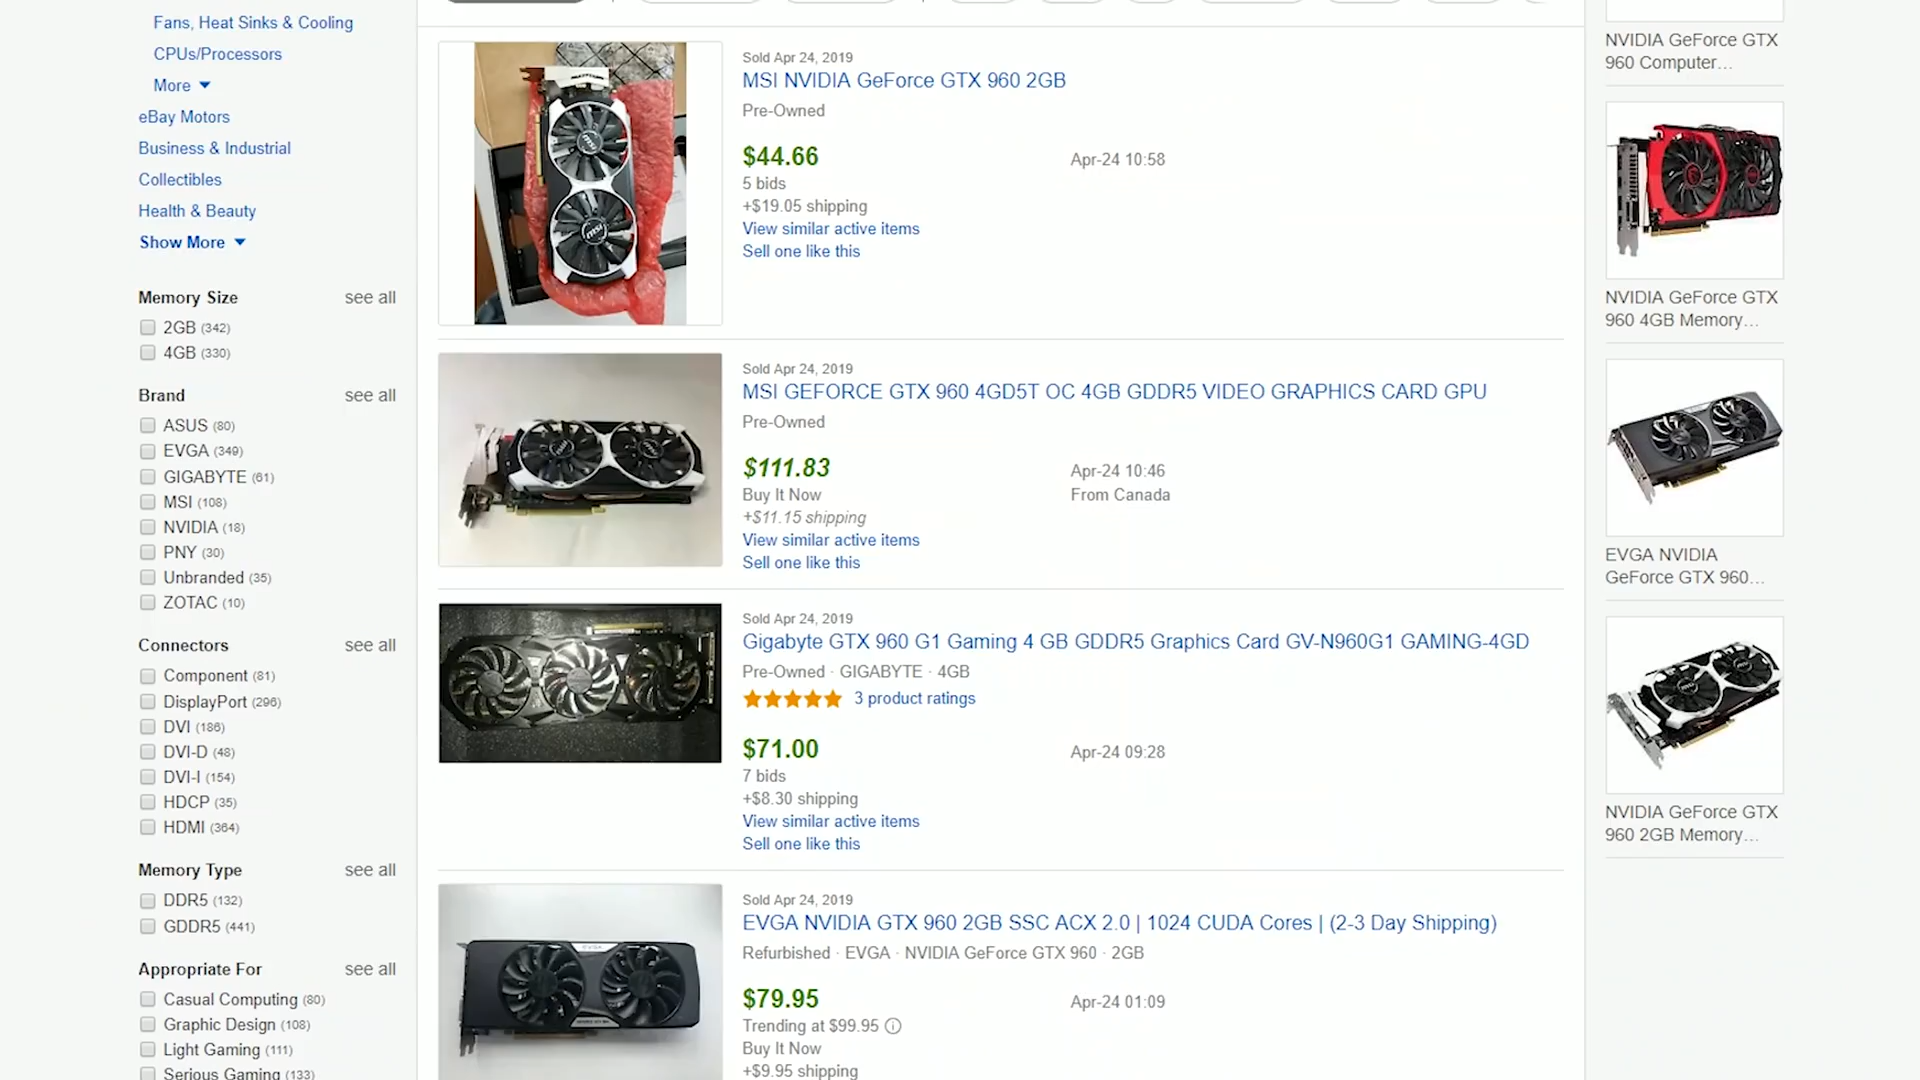 Fans, Heat Sinks & Cooling
CPUs/Processors
More
eBay Motors
Business & Industrial
Collectibles
Health & Beauty
Show More
Memory Size see all
2GB (342)
4GB (330)
Brand see all
ASUS (80)
EVGA (349)
GIGABYTE (61)
MSI (108)
NVIDIA (18)
PNY (30)
Unbranded (35)
ZOTAC (10)
Connectors see all
Component (81)
DisplayPort (296)
DVI (186)
DVI-D (48)
DVI-I (154)
HDCP (35)
HDMI (364)
Memory Type see all
DDR5 (132)
GDDR5 (441)
Appropriate For see all
Casual Computing (80)
Graphic Design (108)
Light Gaming (111)
Serious Gaming (133)
Sold Apr 24, 2019
MSI NVIDIA GeForce GTX 960 2GB
Pre-Owned
$44.66 Apr-24 10:58
5 bids
+$19.05 shipping
View similar active items
Sell one like this
Sold Apr 24, 2019
MSI GEFORCE GTX 960 4GD5T OC 4GB GDDR5 VIDEO GRAPHICS CARD GPU
Pre-Owned
$111.83 Apr-24 10:46
Buy It Now From Canada
+$11.15 shipping
View similar active items
Sell one like this
Sold Apr 24, 2019
Gigabyte GTX 960 G1 Gaming 4 GB GDDR5 Graphics Card GV-N960G1 GAMING-4GD
Pre-Owned · GIGABYTE · 4GB
3 product ratings
$71.00 Apr-24 09:28
7 bids
+$8.30 shipping
View similar active items
Sell one like this
Sold Apr 24, 2019
EVGA NVIDIA GTX 960 2GB SSC ACX 2.0 | 1024 CUDA Cores | (2-3 Day Shipping)
Refurbished · EVGA · NVIDIA GeForce GTX 960 · 2GB
$79.95 Apr-24 01:09
Trending at $99.95
Buy It Now
+$9.95 shipping
NVIDIA GeForce GTX
960 Computer...
NVIDIA GeForce GTX
960 4GB Memory...
EVGA NVIDIA
GeForce GTX 960...
NVIDIA GeForce GTX
960 2GB Memory...